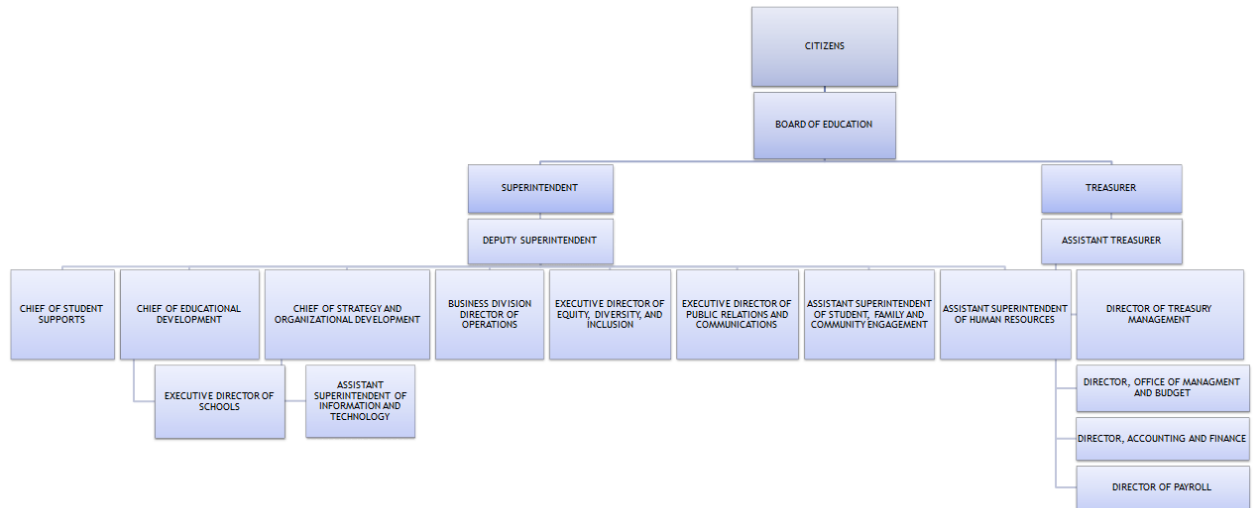 CITIZENS
BOARD OF EDUCATION
SUPERINTENDENT
TREASURER
DEPUTY SUPERINTENDENT
ASSISTANT TREASURER
CHIEF OF STUDENT
SUPPORTS
CHIEF OF EDUCATIONAL
DEVELOPMENT
CHIEF OF STRATEGY AND
ORGANIZATIONAL DEVELOPMENT
BUSINESS DIVISION
DIRECTOR OF
OPERATIONS
EXECUTIVE DIRECTOR OF
EQUITY, DIVERSITY, AND
INCLUSION
EXECUTIVE DIRECTOR OF
PUBLIC RELATIONS AND
COMMUNICATIONS
ASSISTANT SUPERINTENDENT
OF STUDENT, FAMILY AND
COMMUNITY ENGAGEMENT
ASSISTANT SUPERINTENDENT
OF HUMAN RESOURCES
DIRECTOR OF TREASURY
MANAGEMENT
EXECUTIVE DIRECTOR OF
SCHOOLS
ASSISTANT
SUPERINTENDENT OF
INFORMATION AND
TECHNOLOGY
DIRECTOR, OFFICE OF MANAGMENT
AND BUDGET
DIRECTOR, ACCOUNTING AND FINANCE
DIRECTOR OF PAYROLL